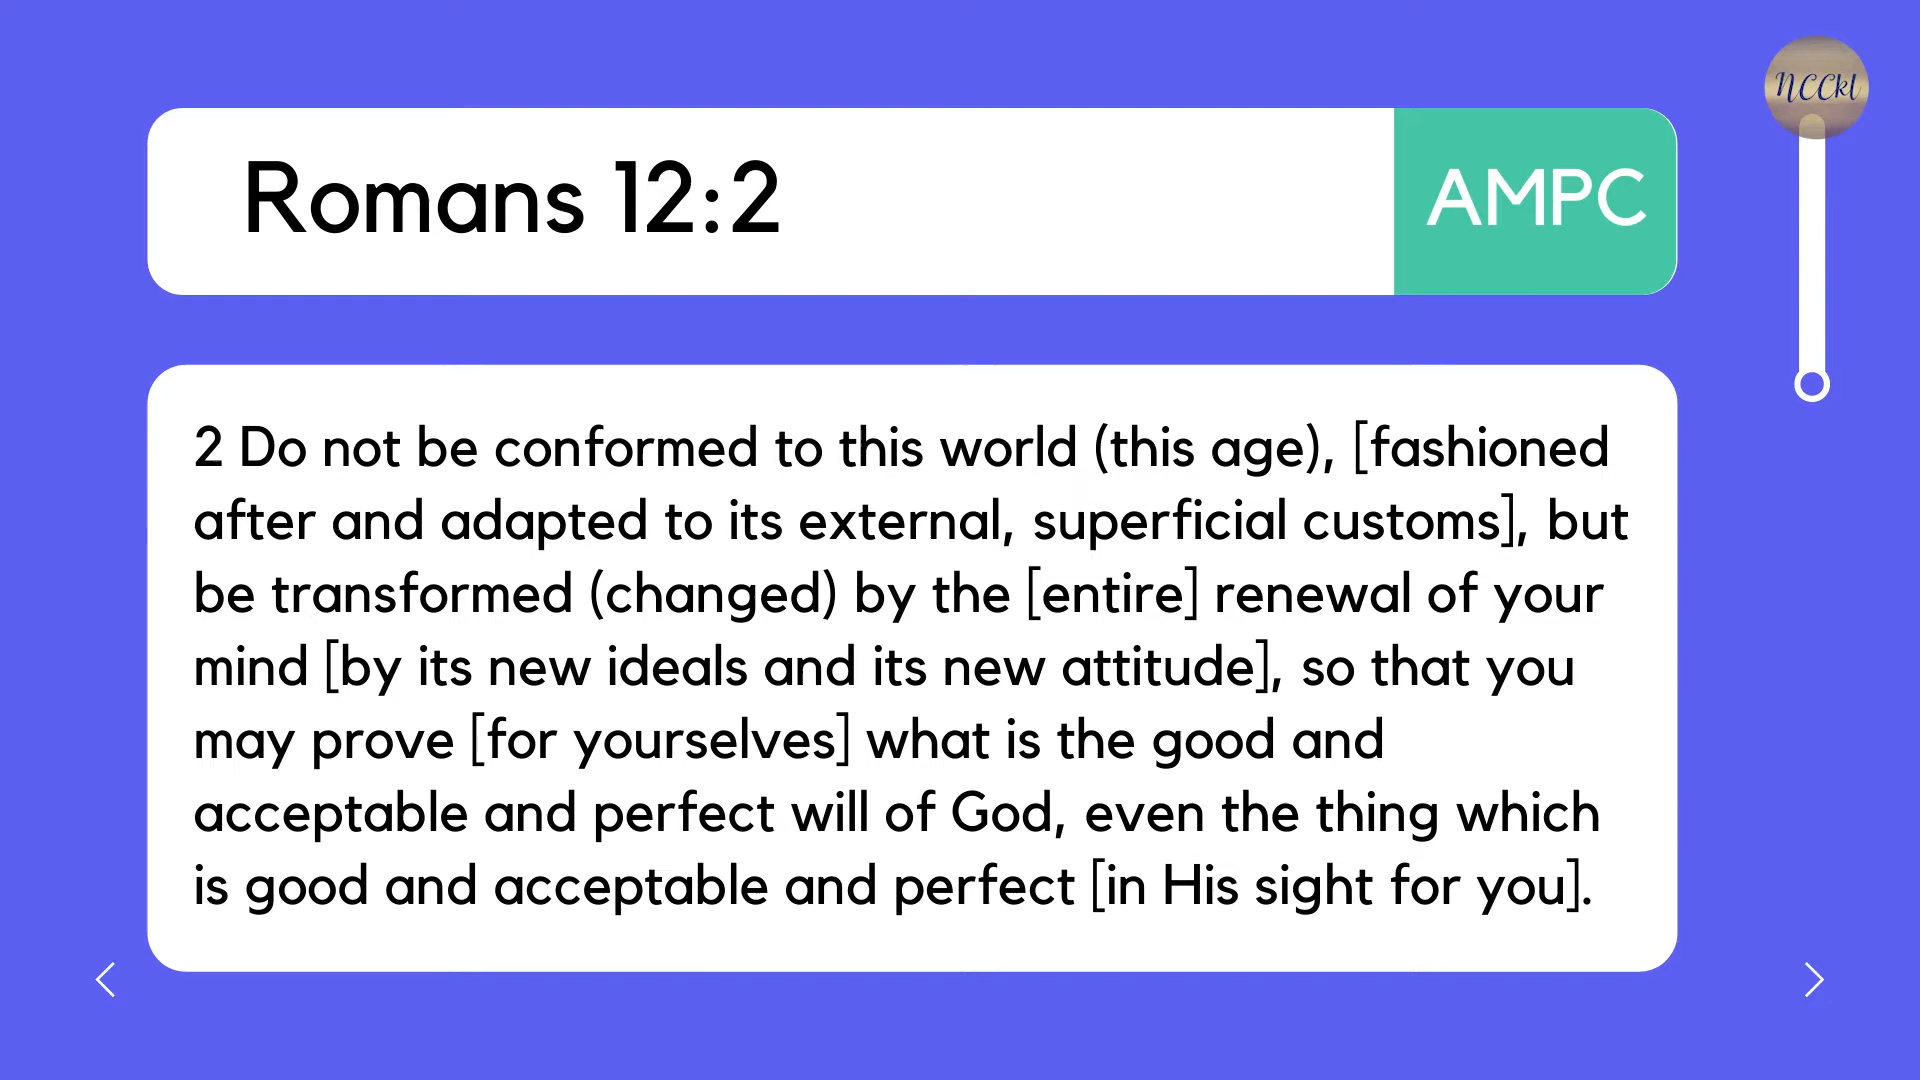 NCCkl
Romans 12:2
AMPC
2 Do not be conformed to this world (this age), [fashioned
after and adapted to its external, superficial customs], but
be transformed (changed) by the [entire] renewal of your
mind [by its new ideals and its new attitude], so that you
may prove [for yourselves] what is the good and
acceptable and perfect will of God, even the thing which
is good and acceptable and perfect [in His sight for you].